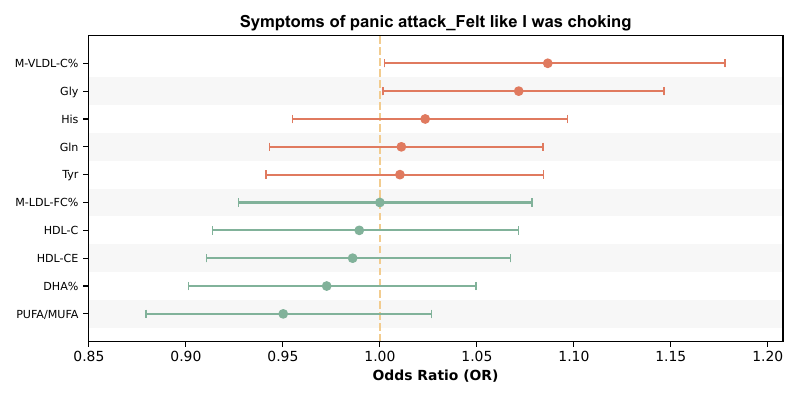 Symptoms of panic attack_Felt like I was choking
M-VLDL-C%
Gly
His
Gln
Tyr
M-LDL-FC%
HDL-C
HDL-CE
DHA%
PUFA/MUFA
0.85 0.90 0.95 1.00 1.05 1.10 1.15 1.20
Odds Ratio (OR)